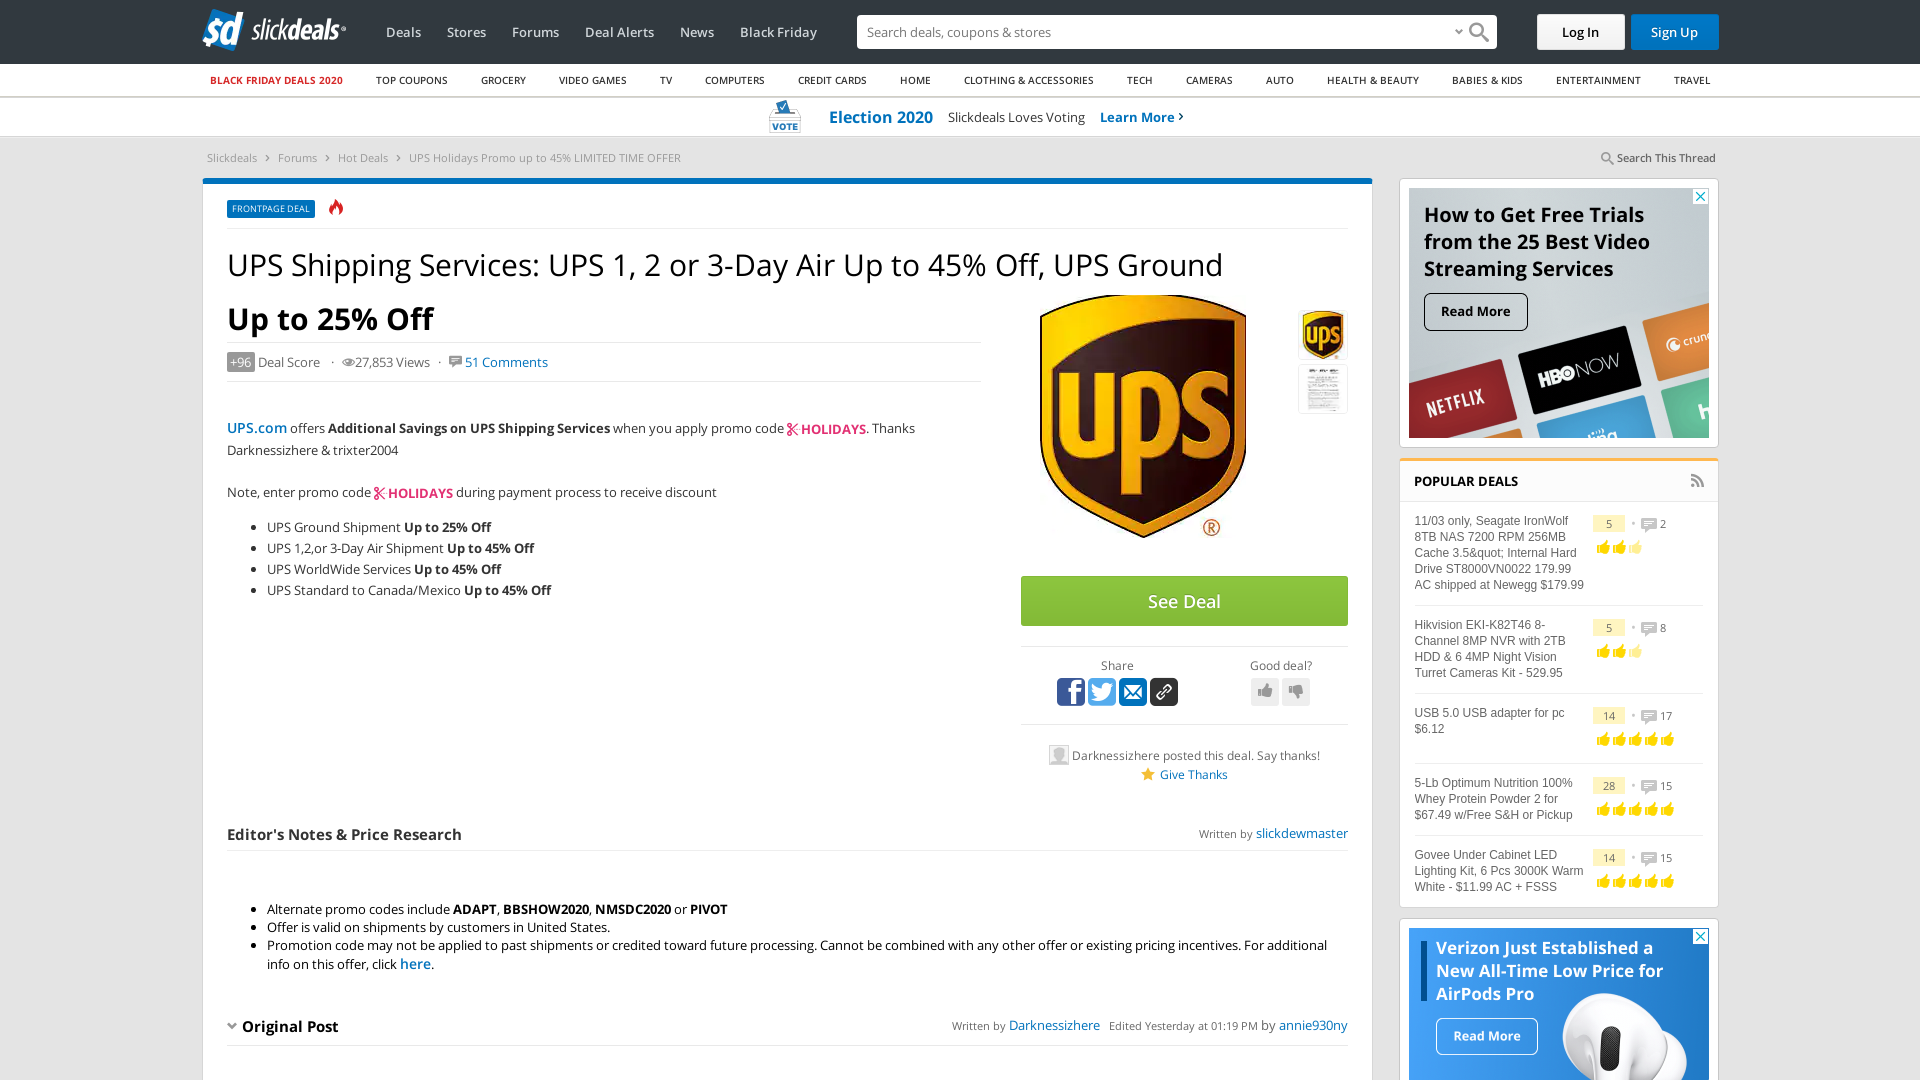 sd slickdeals
Deals Stores Forums Deal Alerts News Black Friday
Search deals, coupons & stores
Log In
Sign Up
BLACK FRIDAY DEALS 2020 TOP COUPONS GROCERY VIDEO GAMES TV COMPUTERS CREDIT CARDS HOME CLOTHING & ACCESSORIES TECH CAMERAS AUTO HEALTH & BEAUTY BABIES & KIDS ENTERTAINMENT TRAVEL
VOTE
Election 2020 Slickdeals Loves Voting Learn More
Slickdeals Forums Hot Deals UPS Holidays Promo up to 45% LIMITED TIME OFFER
Search This Thread
FRONTPAGE DEAL
UPS Shipping Services: UPS 1, 2 or 3-Day Air Up to 45% Off, UPS Ground
Up to 25% Off
+96 Deal Score · 27,853 Views · 51 Comments
UPS.com offers Additional Savings on UPS Shipping Services when you apply promo code HOLIDAYS. Thanks
Darknessizhere & trixter2004
Note, enter promo code HOLIDAYS during payment process to receive discount
• UPS Ground Shipment Up to 25% Off
• UPS 1,2,or 3-Day Air Shipment Up to 45% Off
• UPS WorldWide Services Up to 45% Off
• UPS Standard to Canada/Mexico Up to 45% Off
ups
®
ups
See Deal
Share
Good deal?
Darknessizhere posted this deal. Say thanks!
Give Thanks
Editor's Notes & Price Research
Written by slickdewmaster
• Alternate promo codes include ADAPT, BBSHOW2020, NMSDC2020 or PIVOT
• Offer is valid on shipments by customers in United States.
• Promotion code may not be applied to past shipments or credited toward future processing. Cannot be combined with any other offer or existing pricing incentives. For additional
info on this offer, click here.
Original Post
Written by Darknessizhere Edited Yesterday at 01:19 PM by annie930ny
How to Get Free Trials
from the 25 Best Video
Streaming Services
Read More
NETFLIX
HBO NOW
POPULAR DEALS
11/03 only, Seagate IronWolf
8TB NAS 7200 RPM 256MB
Cache 3.5&quot; Internal Hard
Drive ST8000VN0022 179.99
AC shipped at Newegg $179.99
5 • 2
Hikvision EKI-K82T46 8-
Channel 8MP NVR with 2TB
HDD & 6 4MP Night Vision
Turret Cameras Kit - 529.95
5 • 8
USB 5.0 USB adapter for pc
$6.12
14 • 17
5-Lb Optimum Nutrition 100%
Whey Protein Powder 2 for
$67.49 w/Free S&H or Pickup
28 • 15
Govee Under Cabinet LED
Lighting Kit, 6 Pcs 3000K Warm
White - $11.99 AC + FSSS
14 • 15
Verizon Just Established a
New All-Time Low Price for
AirPods Pro
Read More